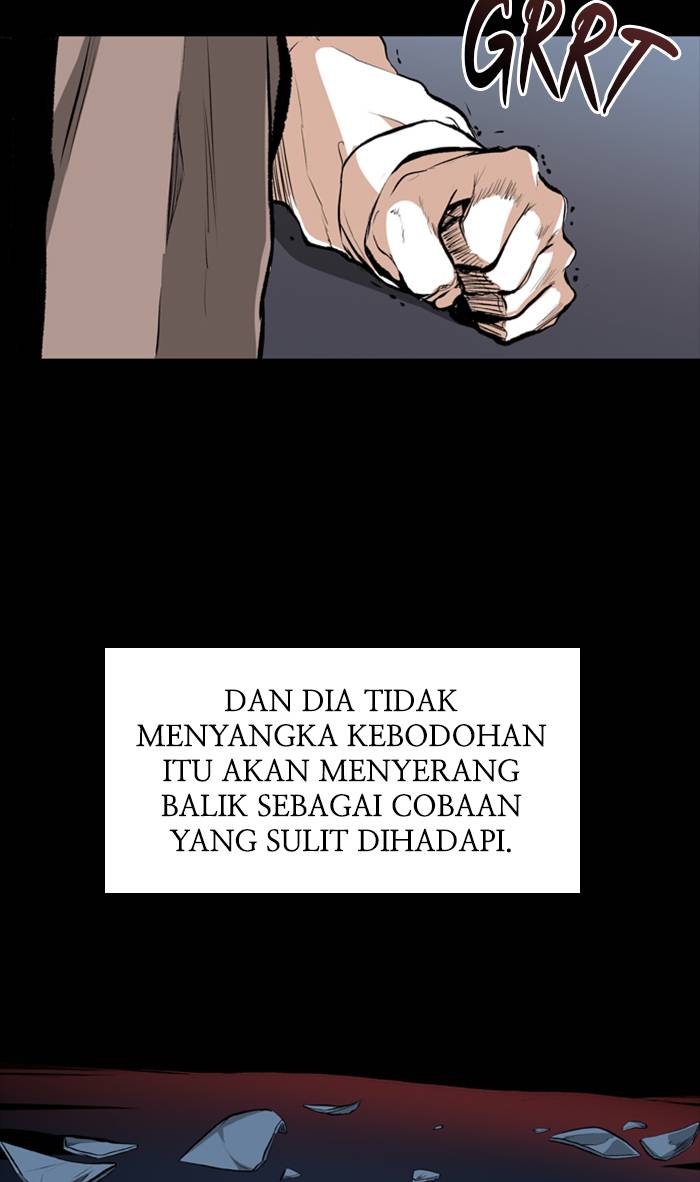 GRRT
DAN DIA TIDAK
MENYANGKA KEBODOHAN
ITU AKAN MENYERANG
BALIK SEBAGAI COBAAN
YANG SULIT DIHADAPI.